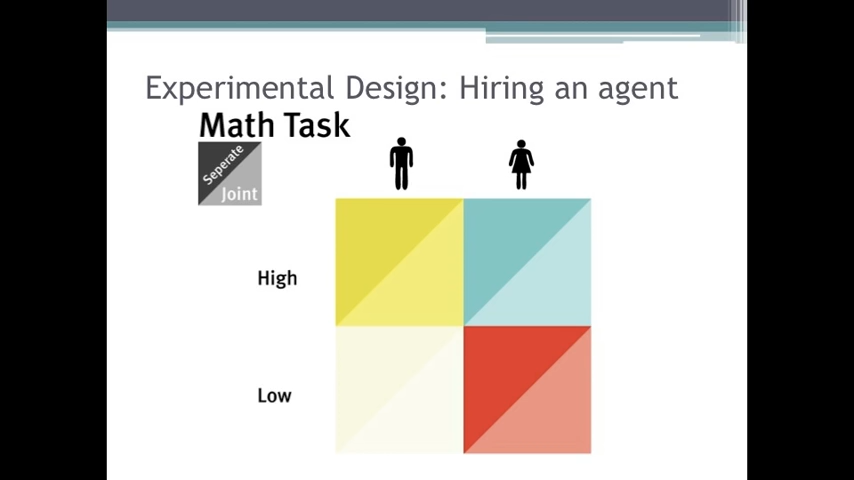 Experimental Design: Hiring an agent
Math Task
Seperate
Joint
High
Low